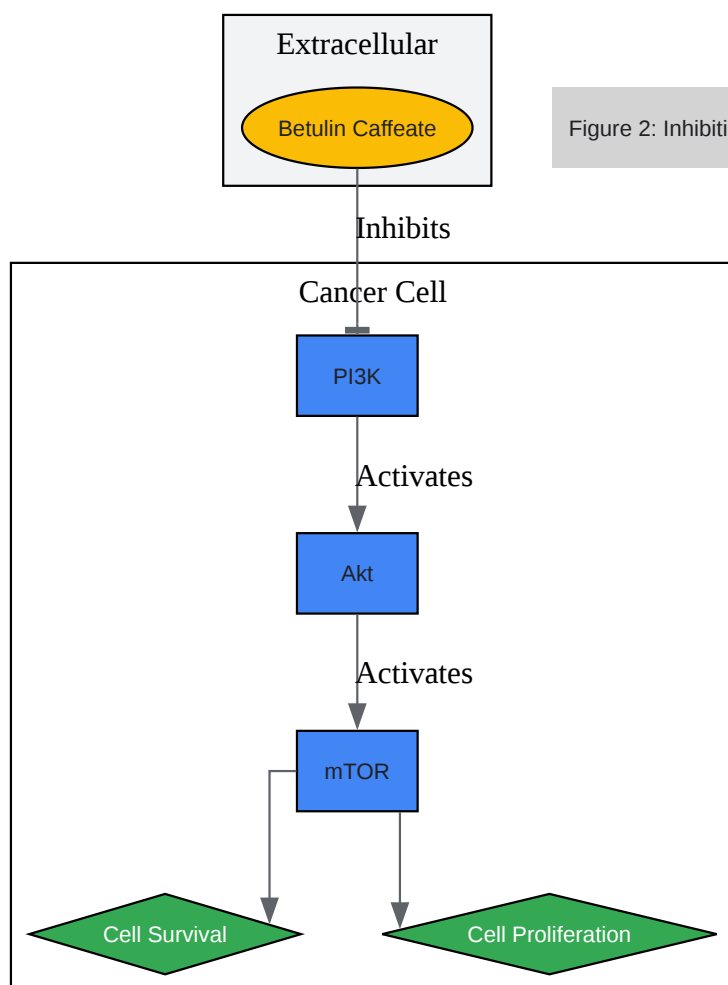 Extracellular
Betulin Caffeate
Figure 2: Inhibiti
Inhibits
Cancer Cell
PI3K
Activates
Akt
Activates
mTOR
Cell Survival
Cell Proliferation